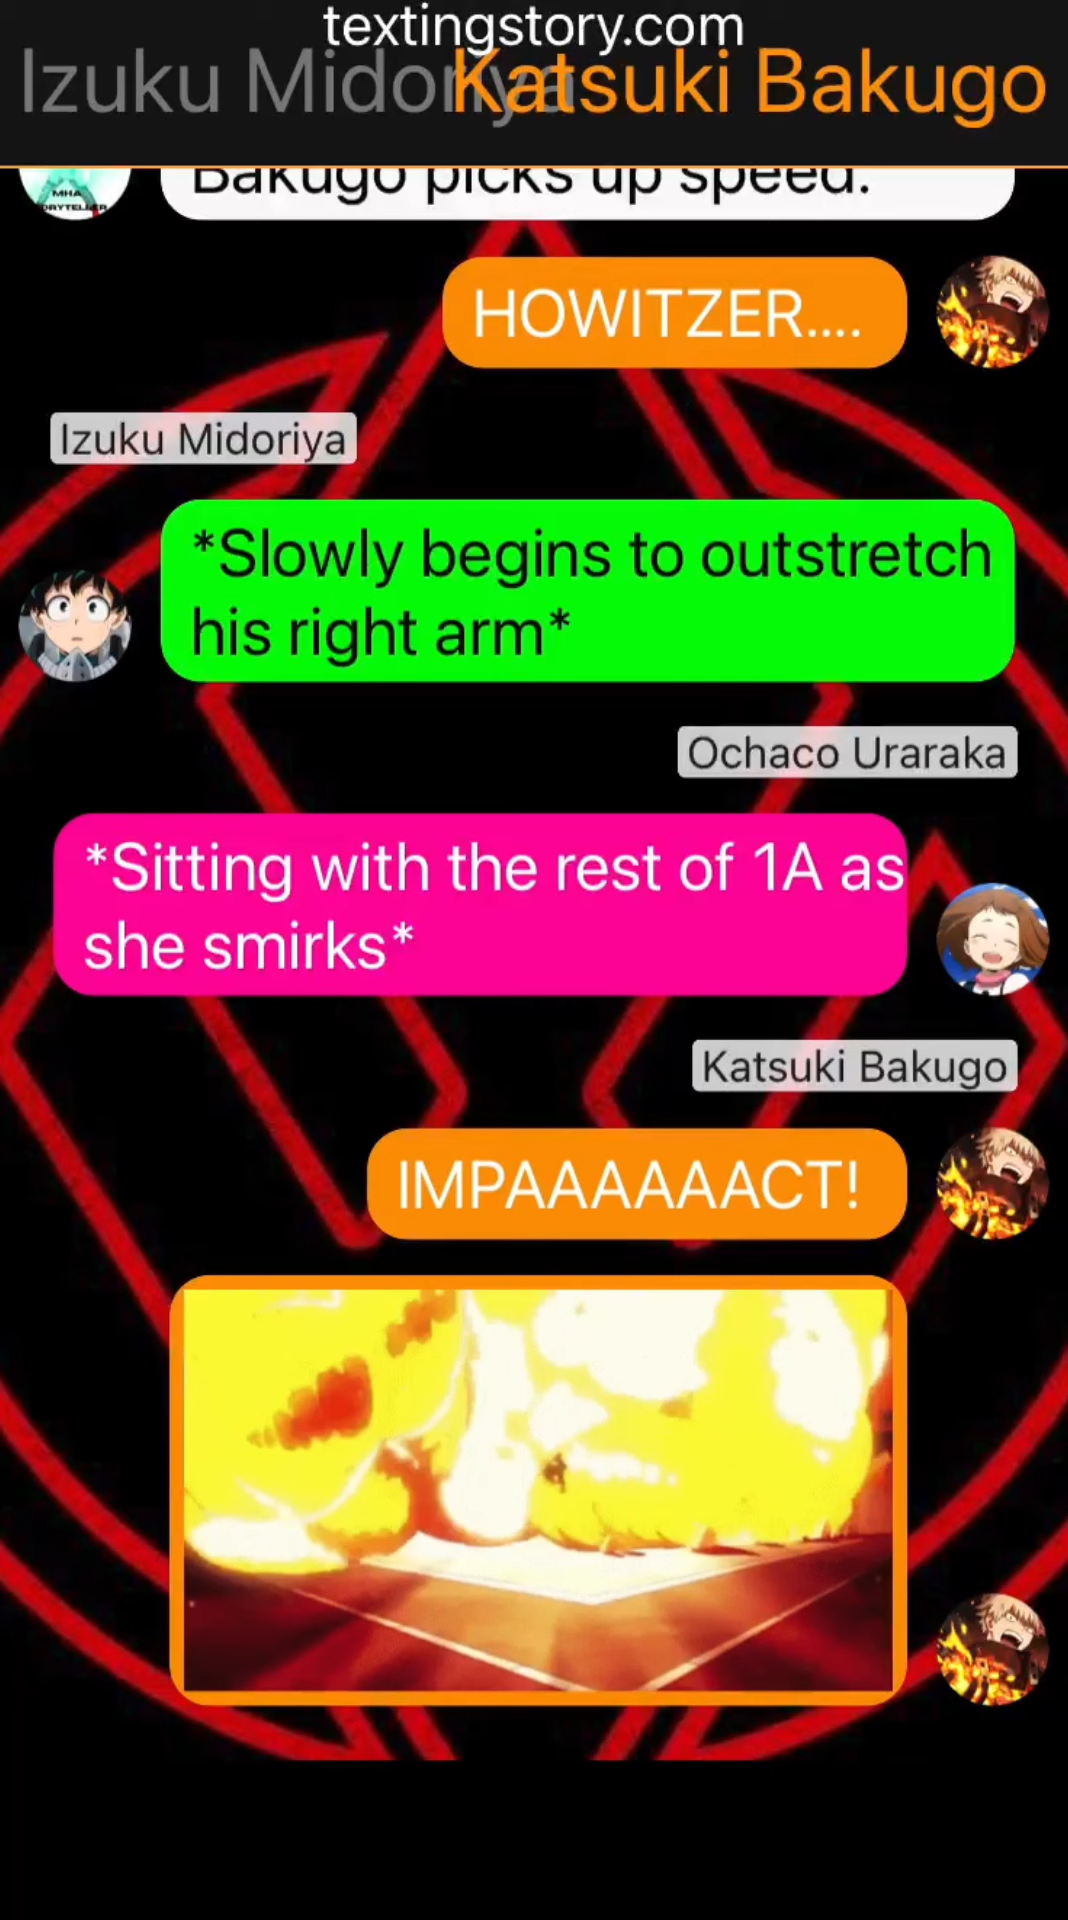 textingstory.com
Izuku Midoriya
Katsuki Bakugo
MHA
Bakugo picks up speed.
HOWITZER....
Izuku Midoriya
*Slowly begins to outstretch
his right arm*
Ochaco Uraraka
*Sitting with the rest of 1A as
she smirks*
Katsuki Bakugo
IMPAAAAAACT!